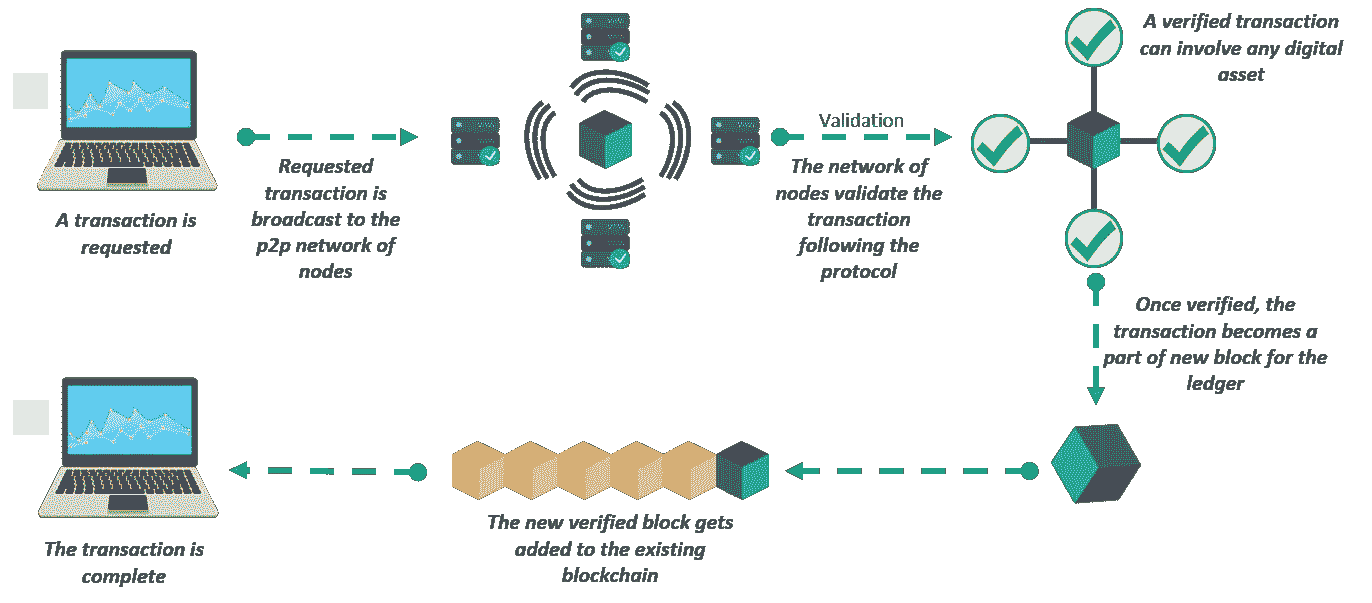 A transaction is
requested
Requested
transaction is
broadcast to the
p2p network of
nodes
Validation
The network of
nodes validate the
transaction
following the
protocol
A verified transaction
can involve any digital
asset
Once verified, the
transaction becomes a
part of new block for the
ledger
The new verified block gets
added to the existing
blockchain
The transaction is
complete